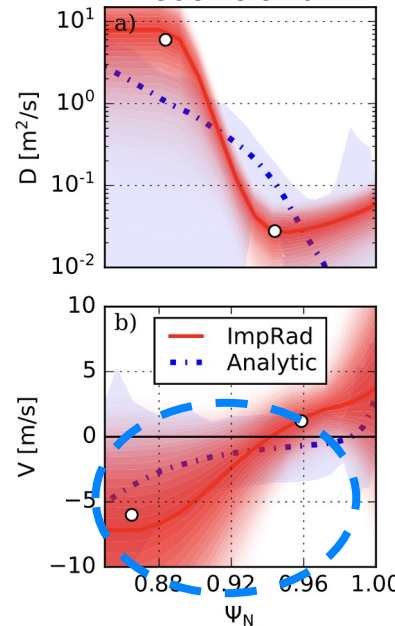 a)
D [m²/s]
10¹
10⁰
10⁻¹
10⁻²
b)
ImpRad
Analytic
V [m/s]
10
5
0
−5
−10
0.88 0.92 0.96 1.00
Ψ_N